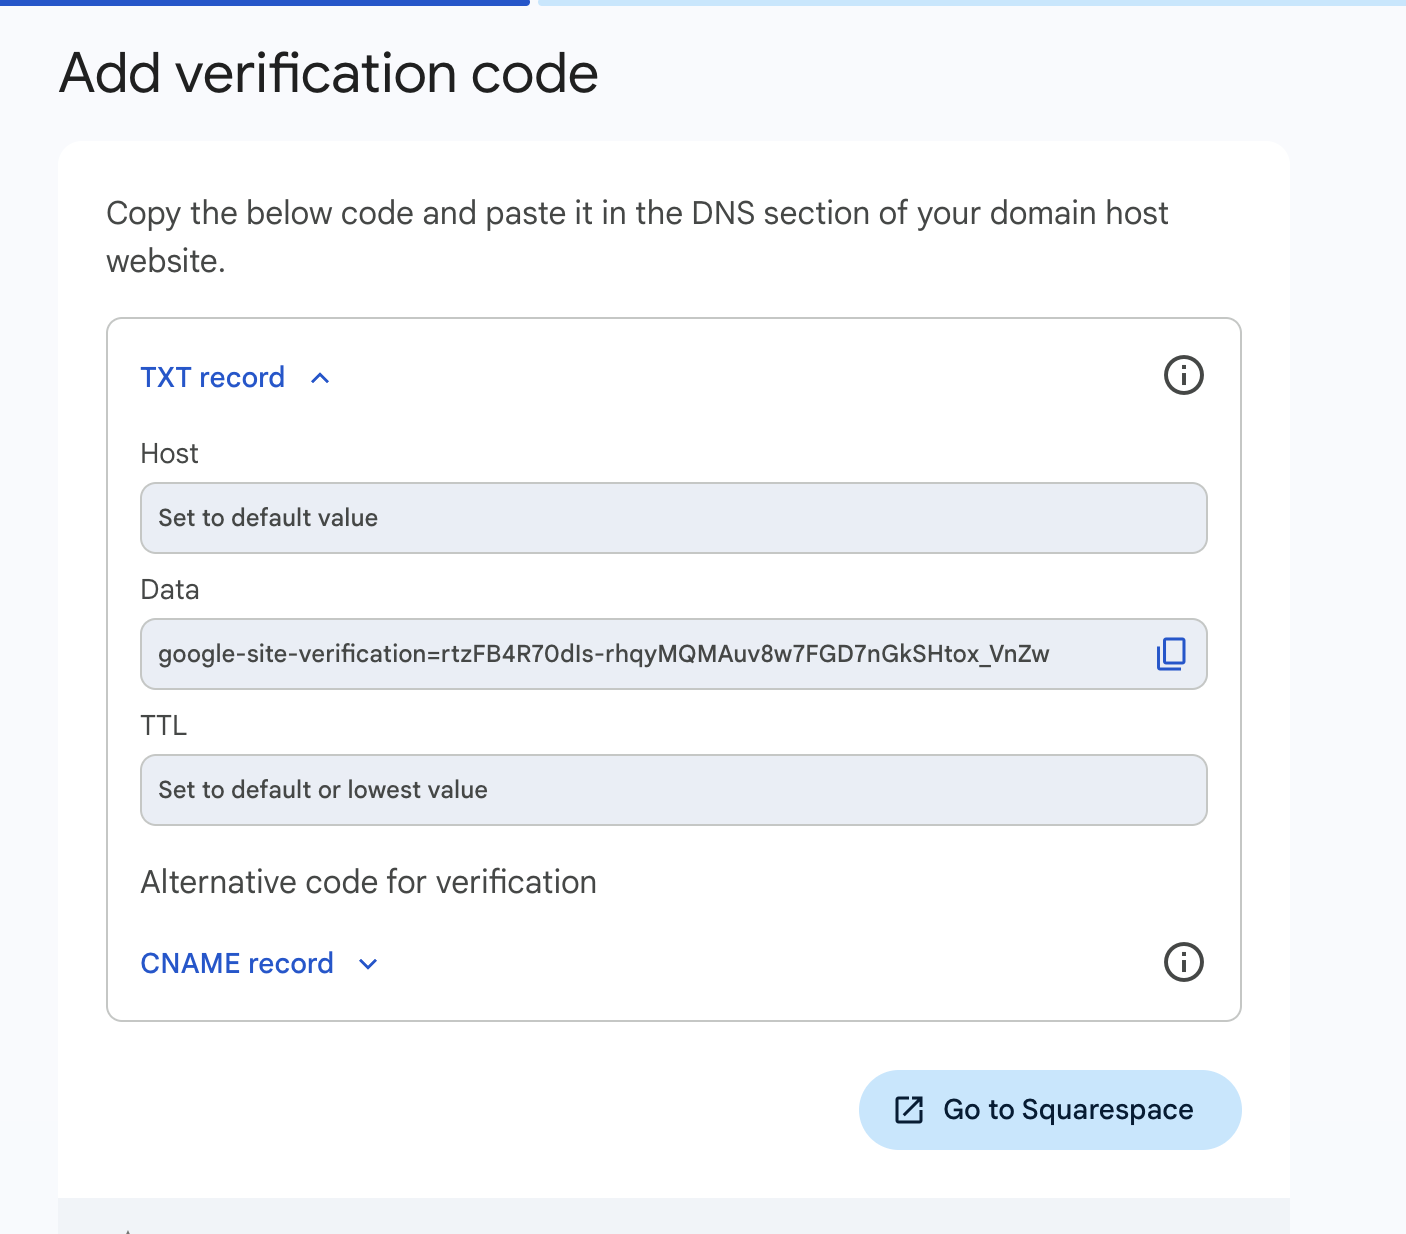 Add verification code
Copy the below code and paste it in the DNS section of your domain host
website.
TXT record
Host
Set to default value
Data
google-site-verification=rtzFB4R70dIs-rhqyMQMAuv8w7FGD7nGkSHtox_VnZw
TTL
Set to default or lowest value
Alternative code for verification
CNAME record
Go to Squarespace